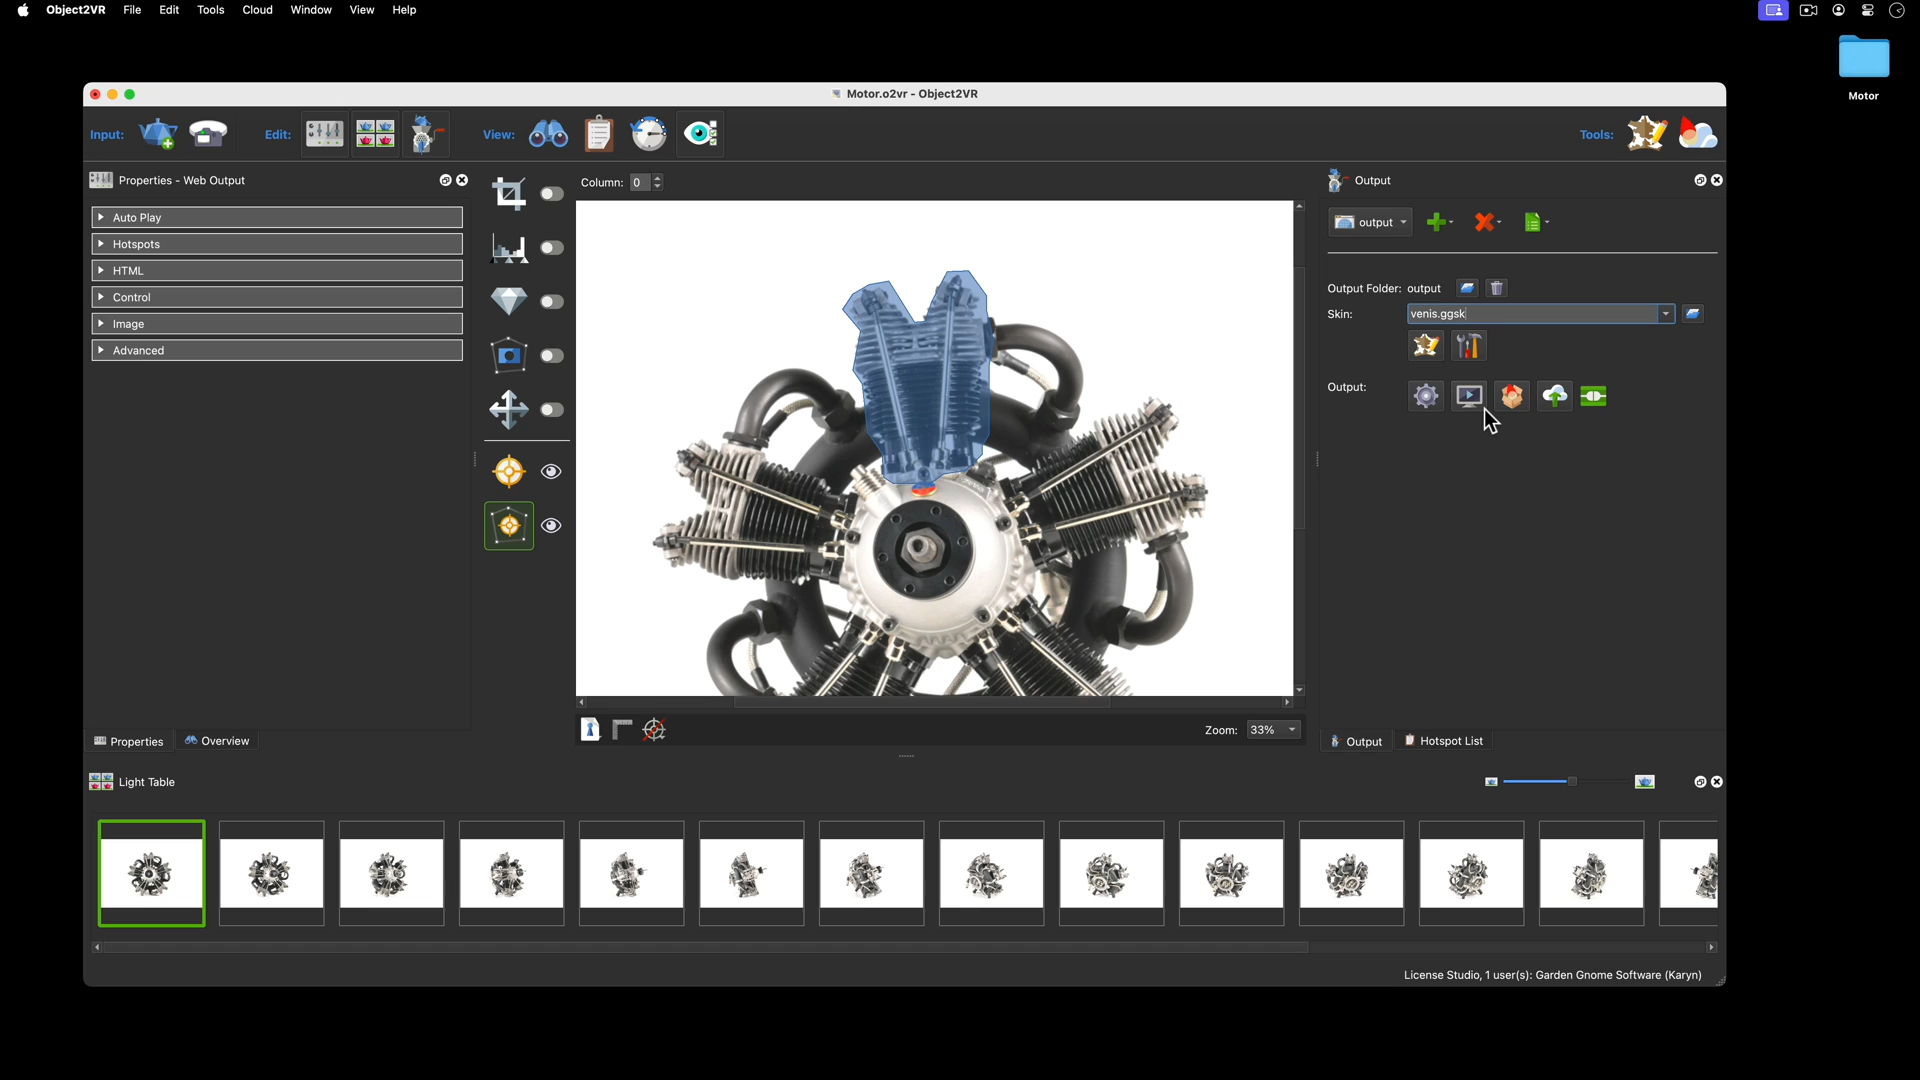 Object2VR File Edit Tools Cloud Window View Help
Motor
Motor.o2vr - Object2VR
Input: Edit: View: Tools:
Properties - Web Output
Auto Play
Hotspots
HTML
Control
Image
Advanced
Column: 0
Output
output
Output Folder: output
Skin: venis.ggsk
Output:
Zoom: 33%
Properties Overview
Output Hotspot List
Light Table
License Studio, 1 user(s): Garden Gnome Software (Karyn)